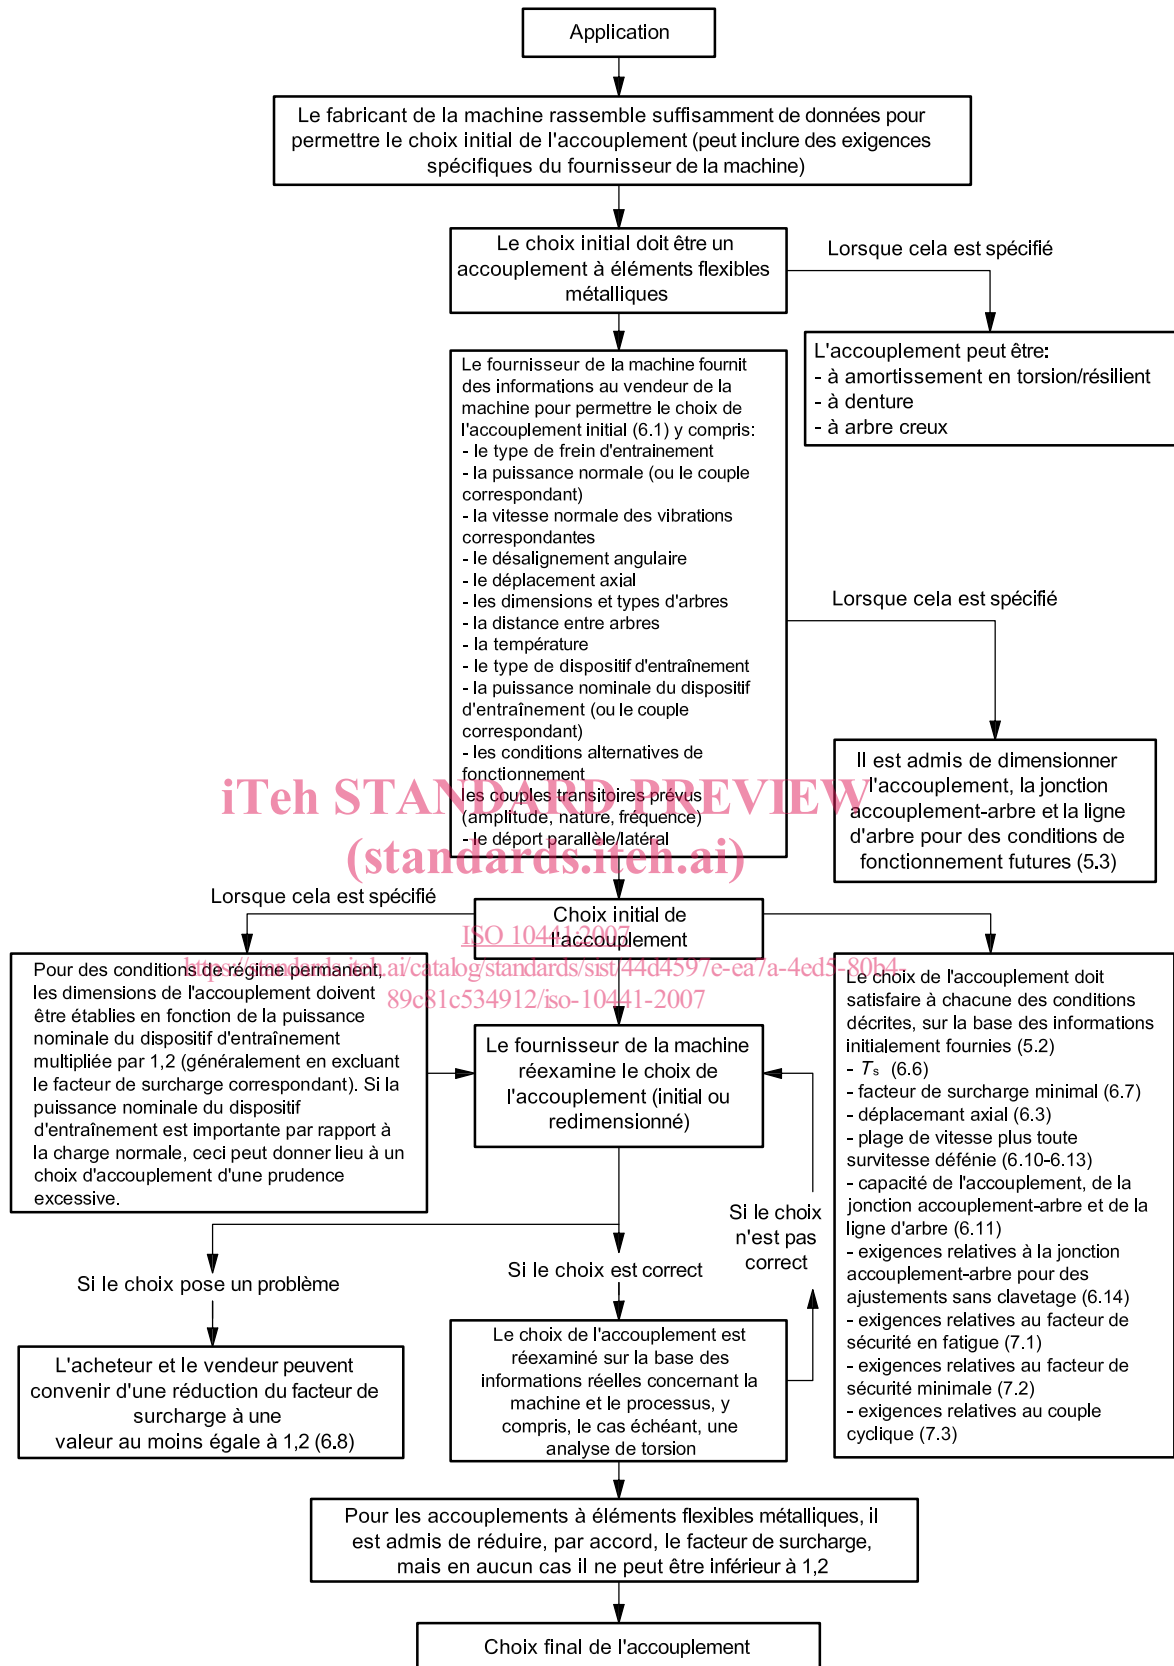 Application
Le fabricant de la machine rassemble suffisamment de données pour
permettre le choix initial de l'accouplement (peut inclure des exigences
spécifiques du fournisseur de la machine)
Le choix initial doit être un
accouplement à éléments flexibles
métalliques
Lorsque cela est spécifié
L'accouplement peut être:
- à amortissement en torsion/résilient
- à denture
- à arbre creux
Le fournisseur de la machine fournit
des informations au vendeur de la
machine pour permettre le choix de
l'accouplement initial (6.1) y compris:
- le type de frein d'entrainement
- la puissance normale (ou le couple
correspondant)
- la vitesse normale des vibrations
correspondantes
- le désalignement angulaire
- le déplacement axial
- les dimensions et types d'arbres
- la distance entre arbres
- la température
- le type de dispositif d'entraînement
- la puissance nominale du dispositif
d'entraînement (ou le couple
correspondant)
- les conditions alternatives de
fonctionnement
les couples transitoires prévus
(amplitude, nature, fréquence)
- le déport parallèle/latéral
Lorsque cela est spécifié
Il est admis de dimensionner
l'accouplement, la jonction
accouplement-arbre et la ligne
d'arbre pour des conditions de
fonctionnement futures (5.3)
iTeh STANDARD PREVIEW
(standards.iteh.ai)
Lorsque cela est spécifié
Choix initial de
l'accouplement
ISO 10441:2007
https://standards.iteh.ai/catalog/standards/sist/44d4597e-ea7a-4ed5-80b4-
89c81c534912/iso-10441-2007
Pour des conditions de régime permanent,
les dimensions de l'accouplement doivent
être établies en fonction de la puissance
nominale du dispositif d'entraînement
multipliée par 1,2 (généralement en excluant
le facteur de surcharge correspondant). Si la
puissance nominale du dispositif
d'entraînement est importante par rapport à
la charge normale, ceci peut donner lieu à un
choix d'accouplement d'une prudence
excessive.
Le fournisseur de la machine
réexamine le choix de
l'accouplement (initial ou
redimensionné)
Le choix de l'accouplement doit
satisfaire à chacune des conditions
décrites, sur la base des informations
initialement fournies (5.2)
- Ts (6.6)
- facteur de surcharge minimal (6.7)
- déplacemant axial (6.3)
- plage de vitesse plus toute
survitesse défénie (6.10-6.13)
- capacité de l'accouplement, de la
jonction accouplement-arbre et de la
ligne d'arbre (6.11)
- exigences relatives à la jonction
accouplement-arbre pour des
ajustements sans clavetage (6.14)
- exigences relatives au facteur de
sécurité en fatigue (7.1)
- exigences relatives au facteur de
sécurité minimale (7.2)
- exigences relatives au couple
cyclique (7.3)
Si le choix
n'est pas
correct
Si le choix pose un problème
Si le choix est correct
L'acheteur et le vendeur peuvent
convenir d'une réduction du facteur de
surcharge à une
valeur au moins égale à 1,2 (6.8)
Le choix de l'accouplement est
réexaminé sur la base des
informations réelles concernant la
machine et le processus, y
compris, le cas échéant, une
analyse de torsion
Pour les accouplements à éléments flexibles métalliques, il
est admis de réduire, par accord, le facteur de surcharge,
mais en aucun cas il ne peut être inférieur à 1,2
Choix final de l'accouplement